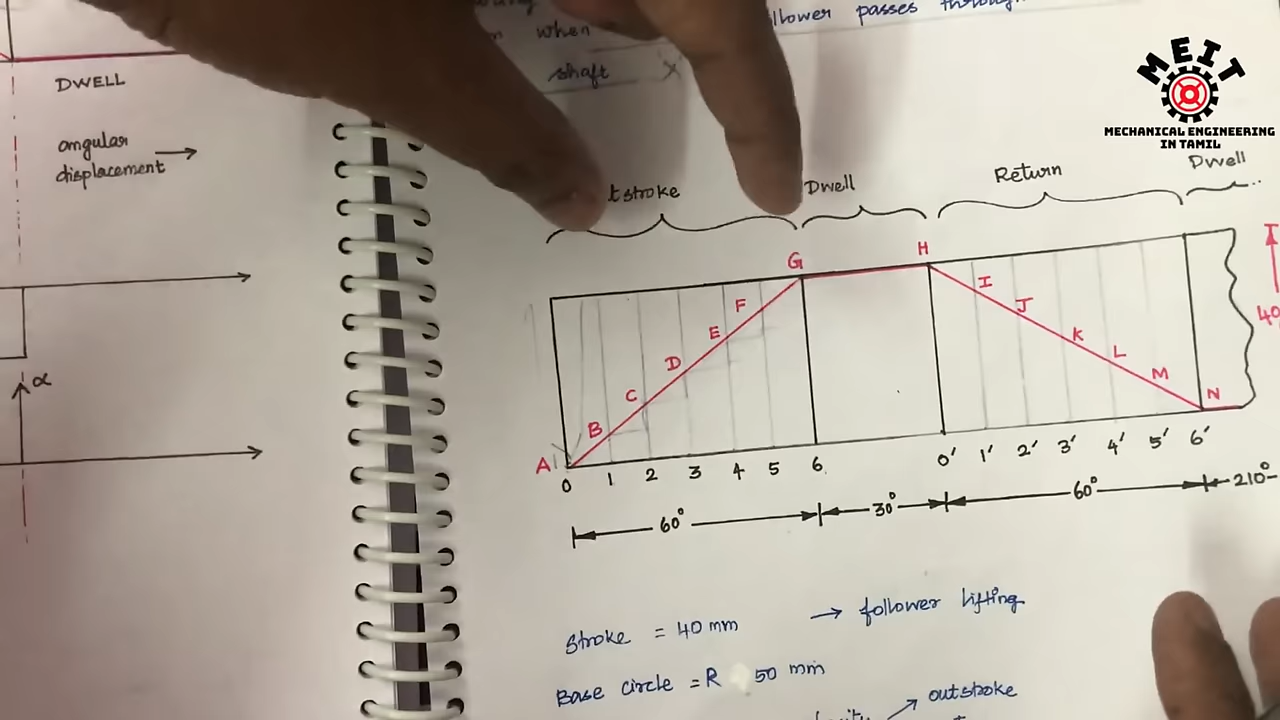 llower passes through
when
shaft X
MEIT
MECHANICAL ENGINEERING
IN TAMIL
DWELL
angular
displacement →
α
tstroke
Dwell
Return
Dwell
A B C D E F G H I J K L M N
40
0 1 2 3 4 5 6 0' 1' 2' 3' 4' 5' 6'
60° 30° 60° 210°
Stroke = 40 mm → follower lifting
Base circle = R 50 mm
outstroke